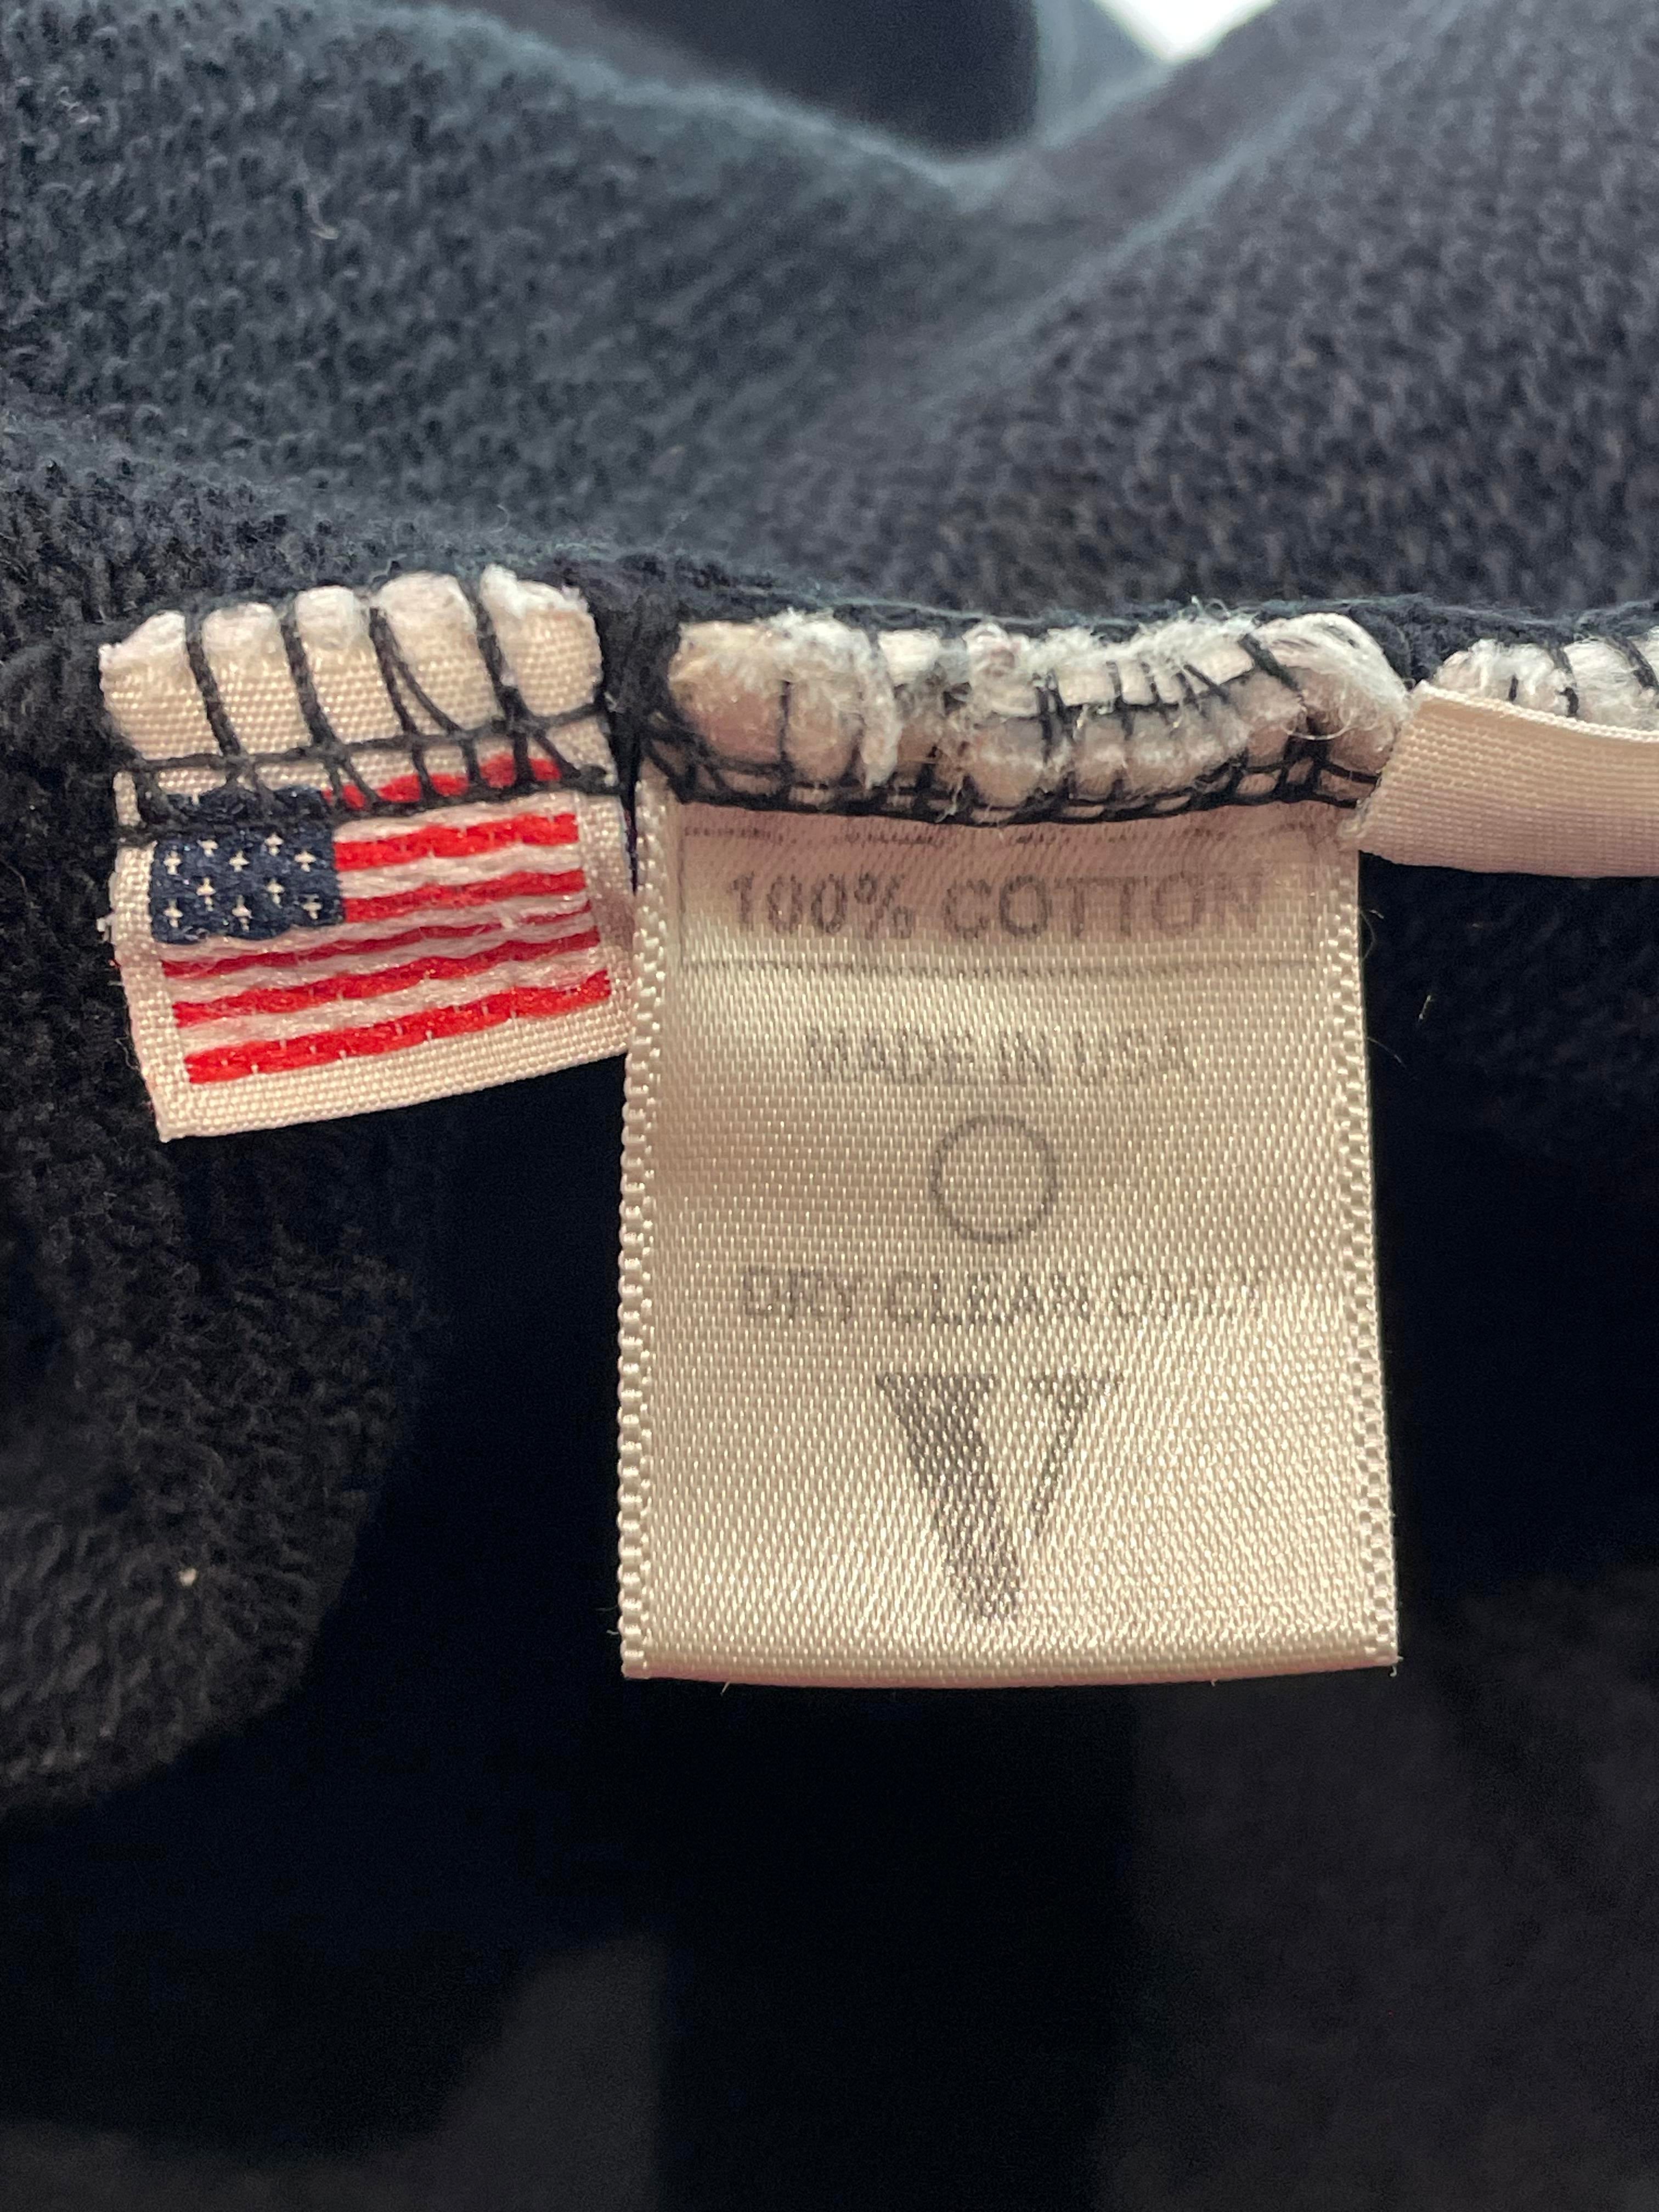 100% COTTON
MADE IN USA
DRY CLEAN ONLY
V